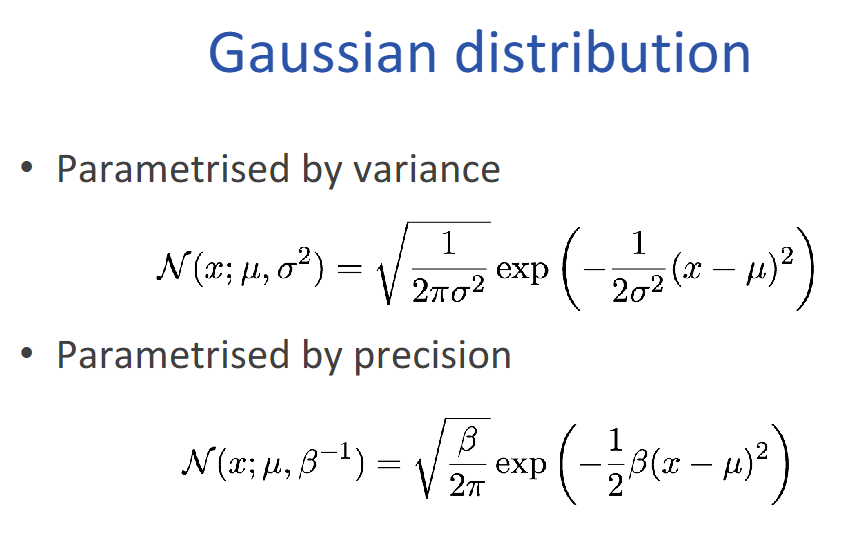 Gaussian distribution
• Parametrised by variance
𝒩(x; μ, σ²) = √(1/(2πσ²)) exp(−(1/(2σ²))(x − μ)²)
• Parametrised by precision
𝒩(x; μ, β⁻¹) = √(β/(2π)) exp(−(1/2)β(x − μ)²)